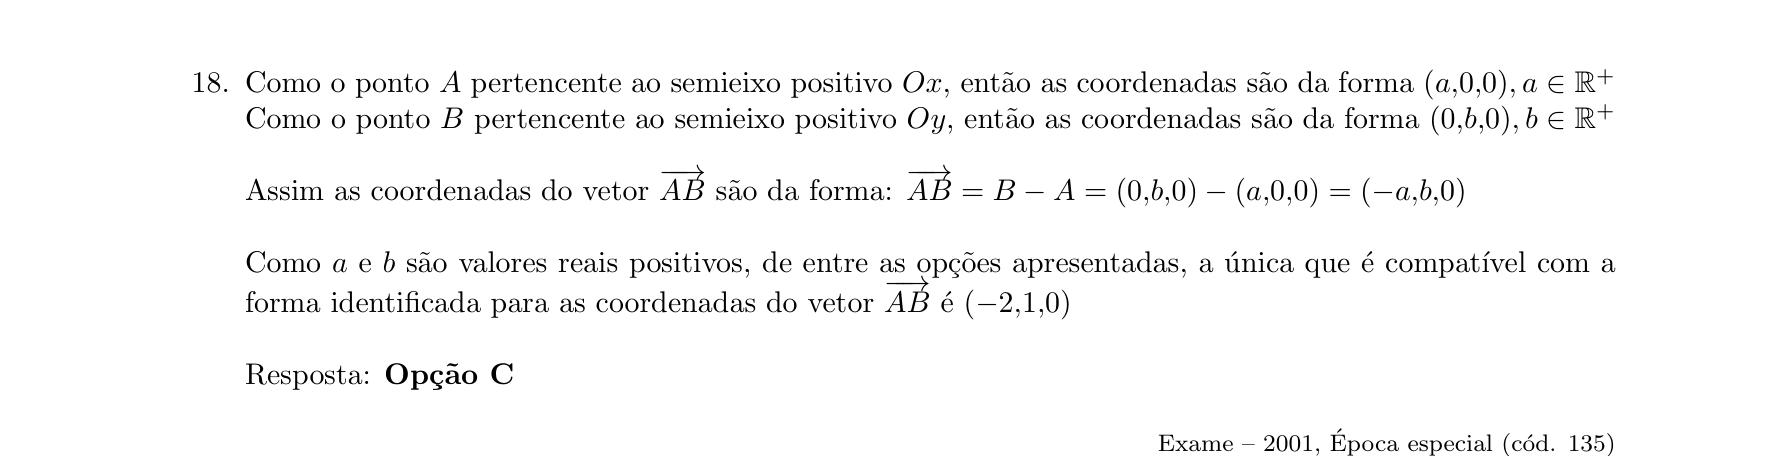 18. Como o ponto A pertencente ao semieixo positivo Ox, então as coordenadas são da forma (a,0,0), a ∈ ℝ⁺
Como o ponto B pertencente ao semieixo positivo Oy, então as coordenadas são da forma (0,b,0), b ∈ ℝ⁺
Assim as coordenadas do vetor \overrightarrow{AB} são da forma: \overrightarrow{AB} = B − A = (0,b,0) − (a,0,0) = (−a,b,0)
Como a e b são valores reais positivos, de entre as opções apresentadas, a única que é compatível com a
forma identificada para as coordenadas do vetor \overrightarrow{AB} é (−2,1,0)
Resposta: Opção C
Exame – 2001, Época especial (cód. 135)